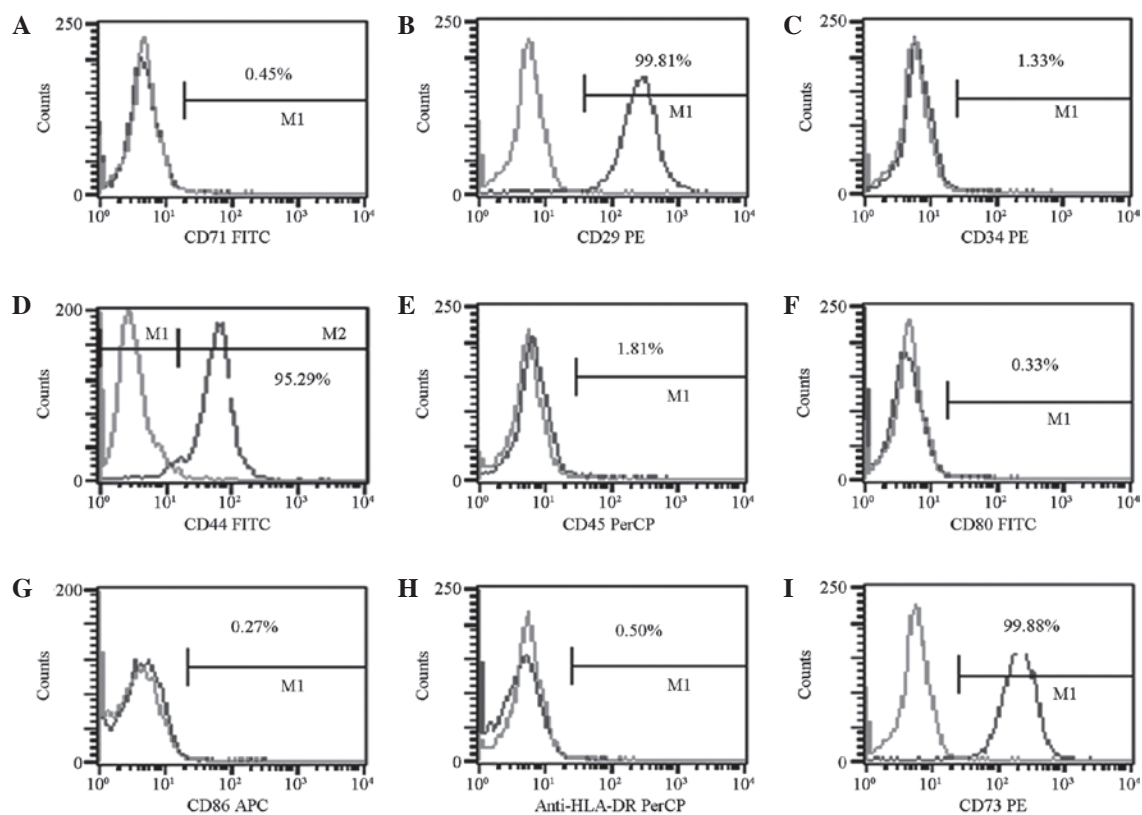 A
250
0.45%
M1
Counts
0
10⁰ 10¹ 10² 10³ 10⁴
CD71 FITC
B
250
99.81%
M1
Counts
0
10⁰ 10¹ 10² 10³ 10⁴
CD29 PE
C
250
1.33%
M1
Counts
0
10⁰ 10¹ 10² 10³ 10⁴
CD34 PE
D
200
M1 M2
95.29%
Counts
0
10⁰ 10¹ 10² 10³ 10⁴
CD44 FITC
E
250
1.81%
M1
Counts
0
10⁰ 10¹ 10² 10³ 10⁴
CD45 PerCP
F
250
0.33%
M1
Counts
0
10⁰ 10¹ 10² 10³ 10⁴
CD80 FITC
G
200
0.27%
M1
Counts
0
10⁰ 10¹ 10² 10³ 10⁴
CD86 APC
H
250
0.50%
M1
Counts
0
10⁰ 10¹ 10² 10³ 10⁴
Anti-HLA-DR PerCP
I
250
99.88%
M1
Counts
0
10⁰ 10¹ 10² 10³ 10⁴
CD73 PE